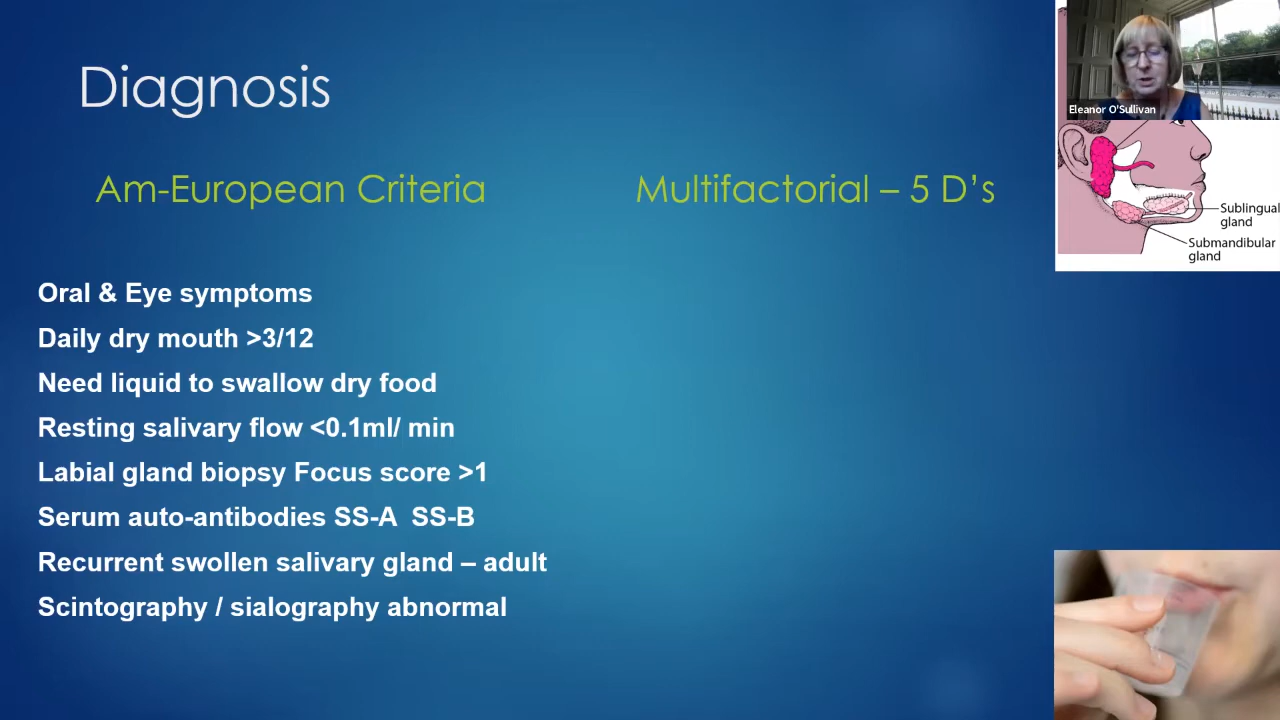 Diagnosis
Am-European Criteria
Multifactorial – 5 D's
Oral & Eye symptoms
Daily dry mouth >3/12
Need liquid to swallow dry food
Resting salivary flow <0.1ml/ min
Labial gland biopsy Focus score >1
Serum auto-antibodies SS-A  SS-B
Recurrent swollen salivary gland – adult
Scintography / sialography abnormal
Eleanor O'Sullivan
Sublingual
gland
Submandibular
gland